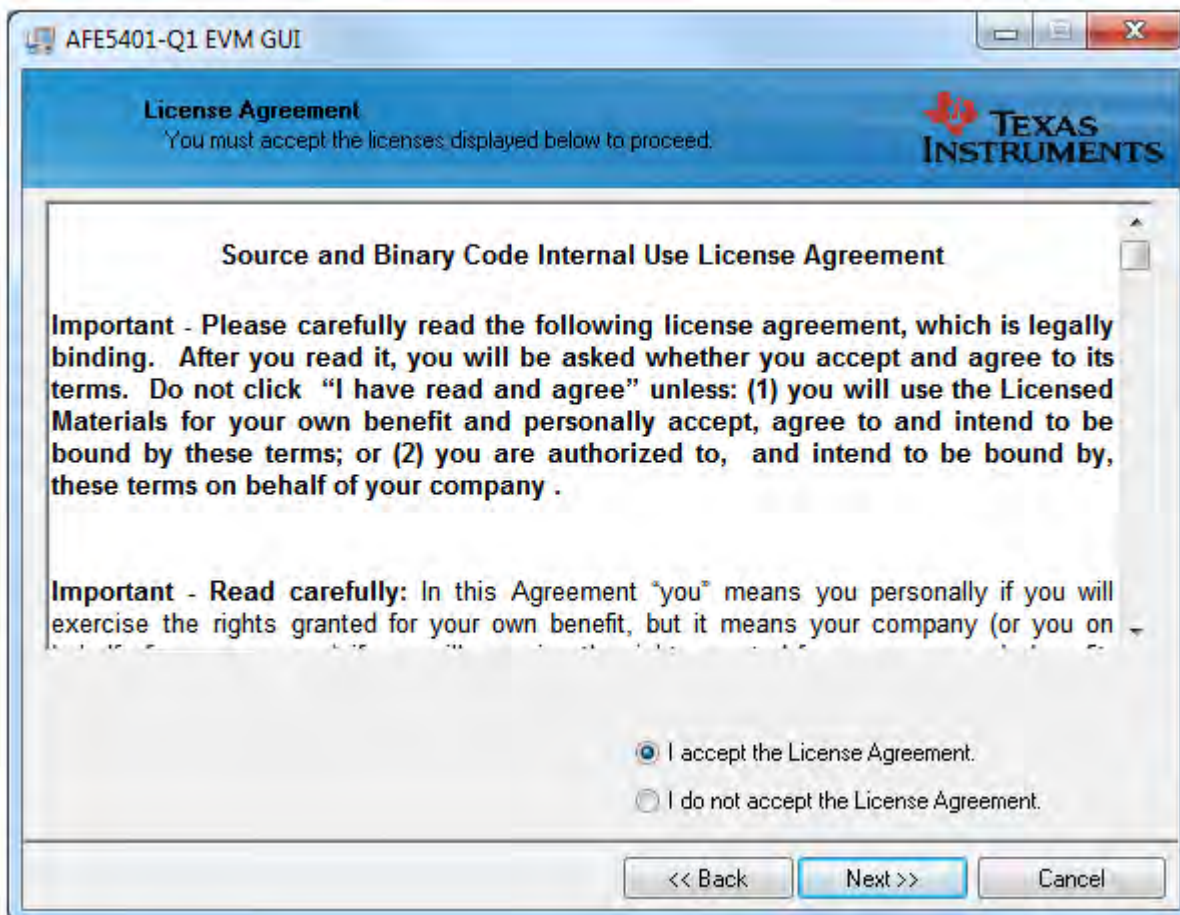 AFE5401-Q1 EVM GUI
License Agreement
You must accept the licenses displayed below to proceed.
TEXAS
INSTRUMENTS
Source and Binary Code Internal Use License Agreement
Important - Please carefully read the following license agreement, which is legally
binding. After you read it, you will be asked whether you accept and agree to its
terms. Do not click “I have read and agree” unless: (1) you will use the Licensed
Materials for your own benefit and personally accept, agree to and intend to be
bound by these terms; or (2) you are authorized to, and intend to be bound by,
these terms on behalf of your company .
Important - Read carefully: In this Agreement “you” means you personally if you will
exercise the rights granted for your own benefit, but it means your company (or you on
I accept the License Agreement.
I do not accept the License Agreement.
<< Back
Next >>
Cancel